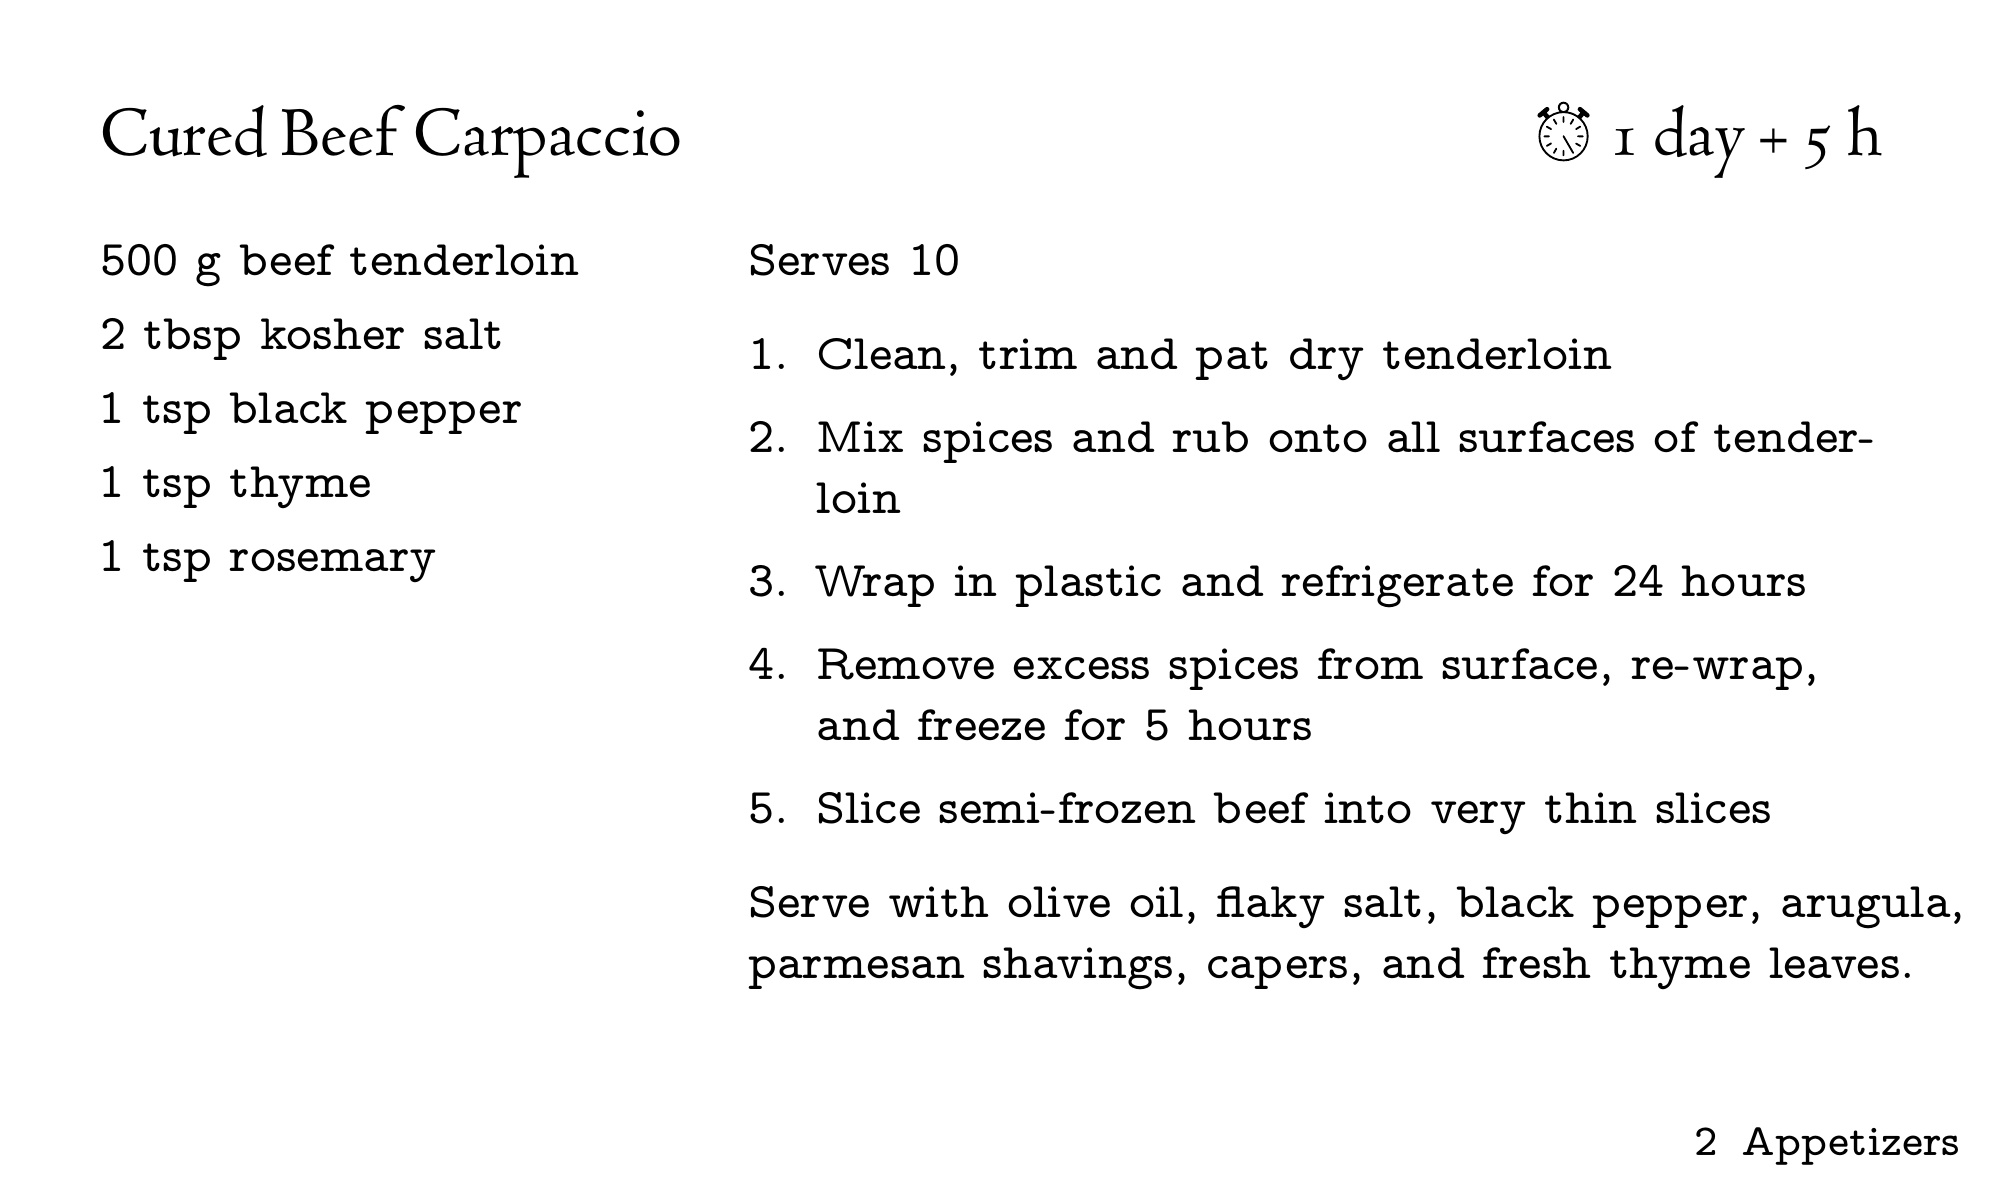 Cured Beef Carpaccio
1 day + 5 h
500 g beef tenderloin
2 tbsp kosher salt
1 tsp black pepper
1 tsp thyme
1 tsp rosemary
Serves 10
1. Clean, trim and pat dry tenderloin
2. Mix spices and rub onto all surfaces of tender-
loin
3. Wrap in plastic and refrigerate for 24 hours
4. Remove excess spices from surface, re-wrap,
and freeze for 5 hours
5. Slice semi-frozen beef into very thin slices
Serve with olive oil, flaky salt, black pepper, arugula,
parmesan shavings, capers, and fresh thyme leaves.
2 Appetizers